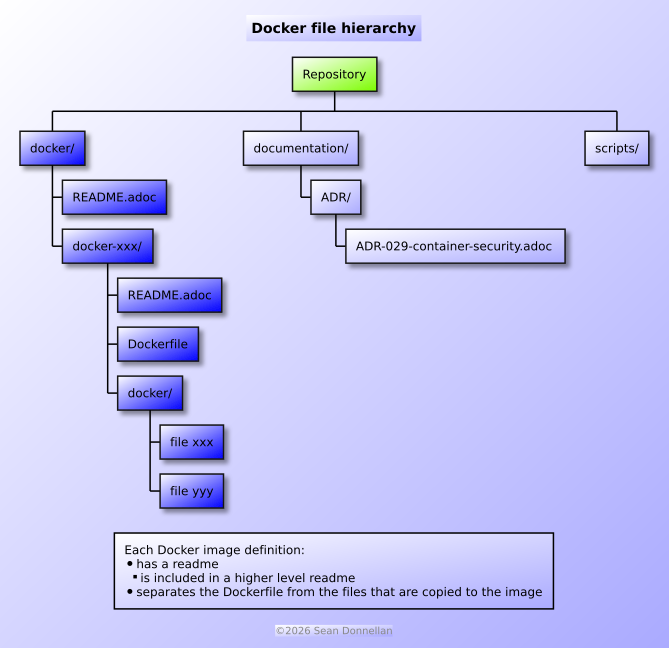 Docker file hierarchy
Repository
docker/
documentation/
scripts/
README.adoc
ADR/
docker-xxx/
ADR-029-container-security.adoc
README.adoc
Dockerfile
docker/
file xxx
file yyy
Each Docker image definition:
• has a readme
▪ is included in a higher level readme
• separates the Dockerfile from the files that are copied to the image
©2026 Sean Donnellan